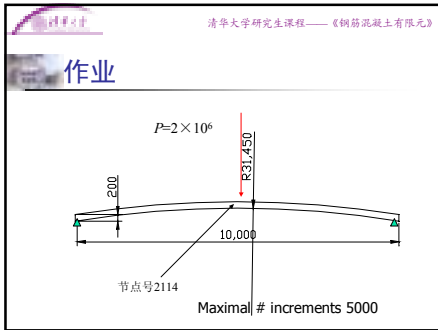 清华大学研究生课程——《钢筋混凝土有限元》
作业
P=2×10⁶
R31,450
200
10,000
节点号2114
Maximal # increments 5000